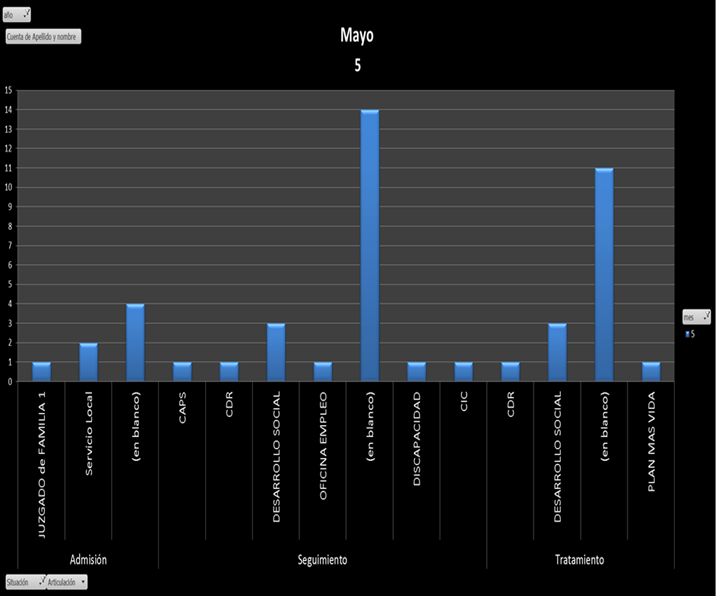 año
Cuenta de Apellido y nombre
Mayo
5
15
14
13
12
11
10
9
8
7
6
5
4
3
2
1
0
mes
5
JUZGADO de FAMILIA 1
Servicio Local
(en blanco)
CAPS
CDR
DESARROLLO SOCIAL
OFICINA EMPLEO
(en blanco)
DISCAPACIDAD
CIC
CDR
DESARROLLO SOCIAL
(en blanco)
PLAN MAS VIDA
Admisión
Seguimiento
Tratamiento
Situación
Articulación